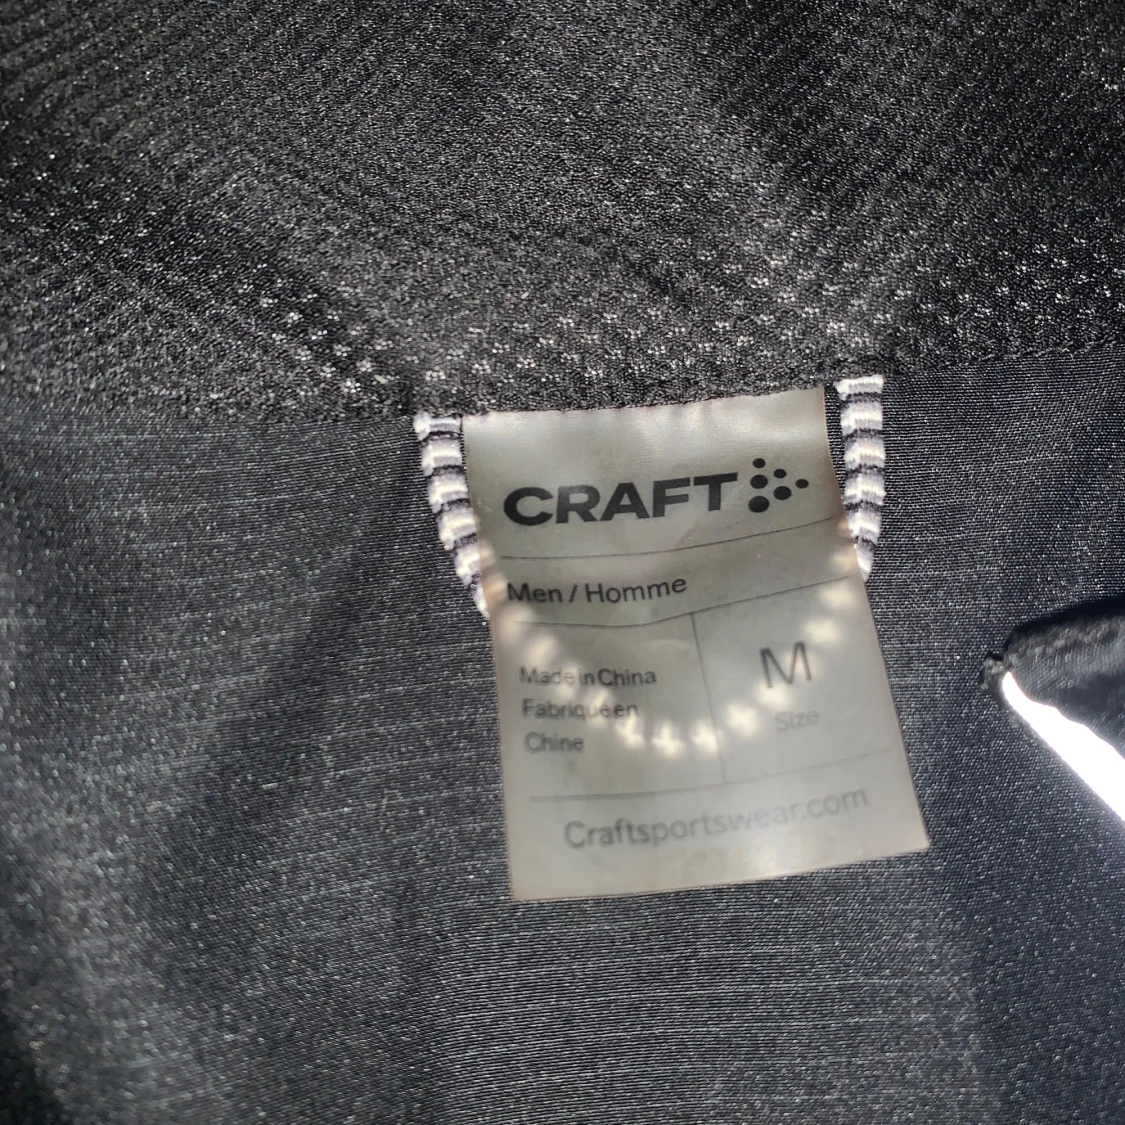 CRAFT
Men / Homme
Made in China
Fabriqué en
Chine
M
Size
Craftsportswear.com